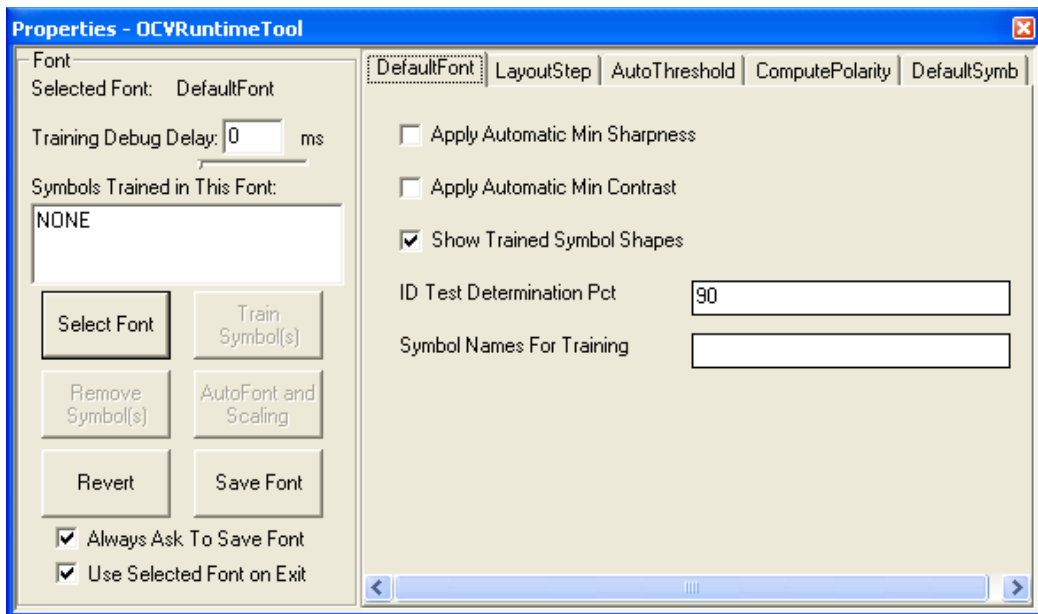 Properties - OCVRuntimeTool
Font
Selected Font: DefaultFont
Training Debug Delay: 0 ms
Symbols Trained in This Font:
NONE
Select Font
Train
Symbol(s)
Remove
Symbol(s)
AutoFont and
Scaling
Revert
Save Font
Always Ask To Save Font
Use Selected Font on Exit
DefaultFont
LayoutStep
AutoThreshold
ComputePolarity
DefaultSymb
Apply Automatic Min Sharpness
Apply Automatic Min Contrast
Show Trained Symbol Shapes
ID Test Determination Pct 90
Symbol Names For Training